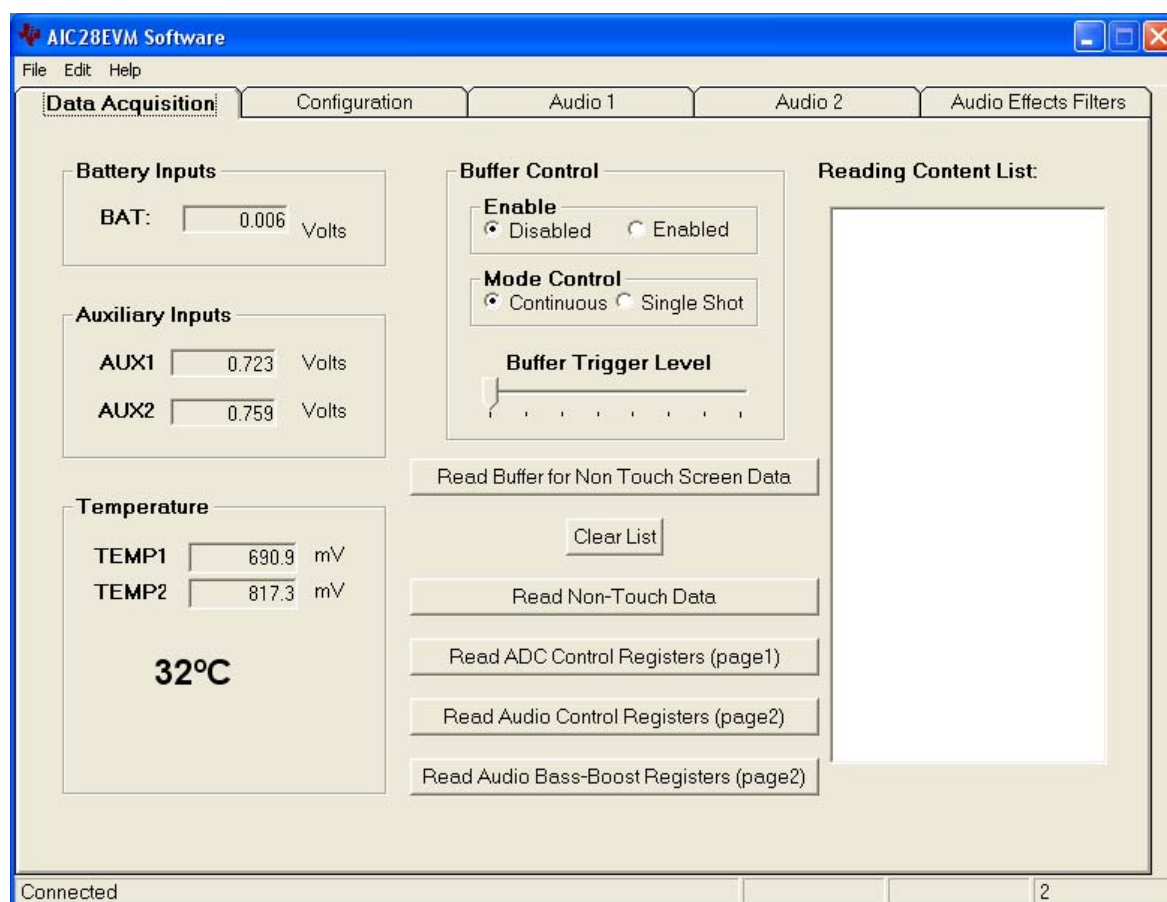 AIC28EVM Software
File Edit Help
Data Acquisition Configuration Audio 1 Audio 2 Audio Effects Filters
Battery Inputs
BAT: 0.006 Volts
Auxiliary Inputs
AUX1 0.723 Volts
AUX2 0.759 Volts
Temperature
TEMP1 690.9 mV
TEMP2 817.3 mV
32ºC
Buffer Control
Enable
Disabled Enabled
Mode Control
Continuous Single Shot
Buffer Trigger Level
Read Buffer for Non Touch Screen Data
Clear List
Read Non-Touch Data
Read ADC Control Registers (page1)
Read Audio Control Registers (page2)
Read Audio Bass-Boost Registers (page2)
Reading Content List:
Connected 2